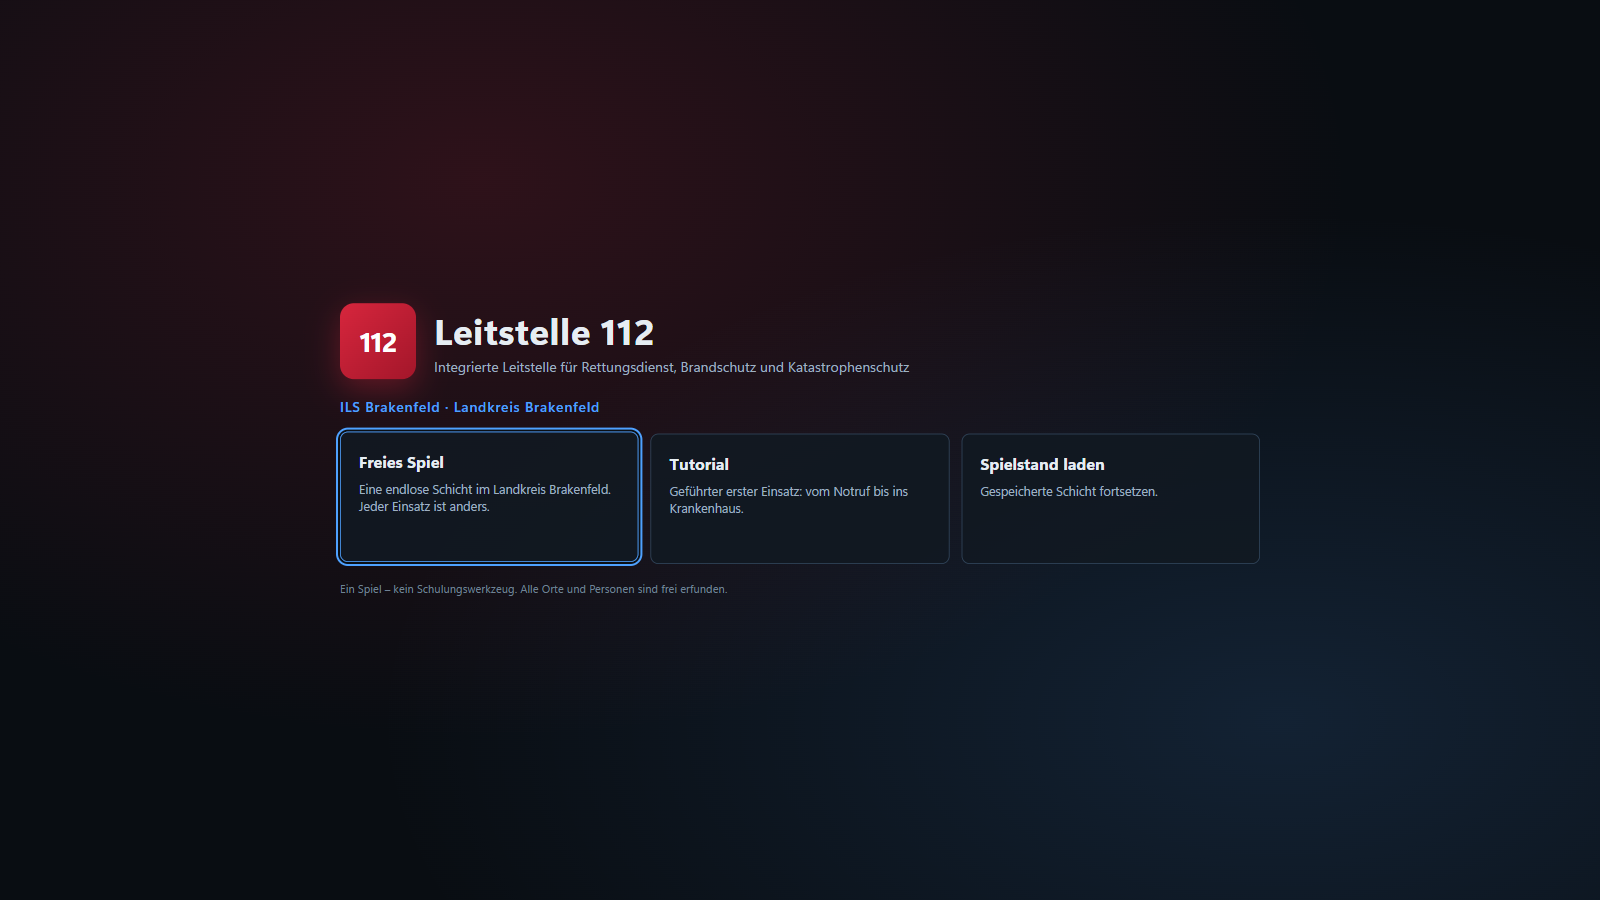 112
Leitstelle 112
Integrierte Leitstelle für Rettungsdienst, Brandschutz und Katastrophenschutz
ILS Brakenfeld · Landkreis Brakenfeld
Freies Spiel
Eine endlose Schicht im Landkreis Brakenfeld.
Jeder Einsatz ist anders.
Tutorial
Geführter erster Einsatz: vom Notruf bis ins
Krankenhaus.
Spielstand laden
Gespeicherte Schicht fortsetzen.
Ein Spiel – kein Schulungswerkzeug. Alle Orte und Personen sind frei erfunden.